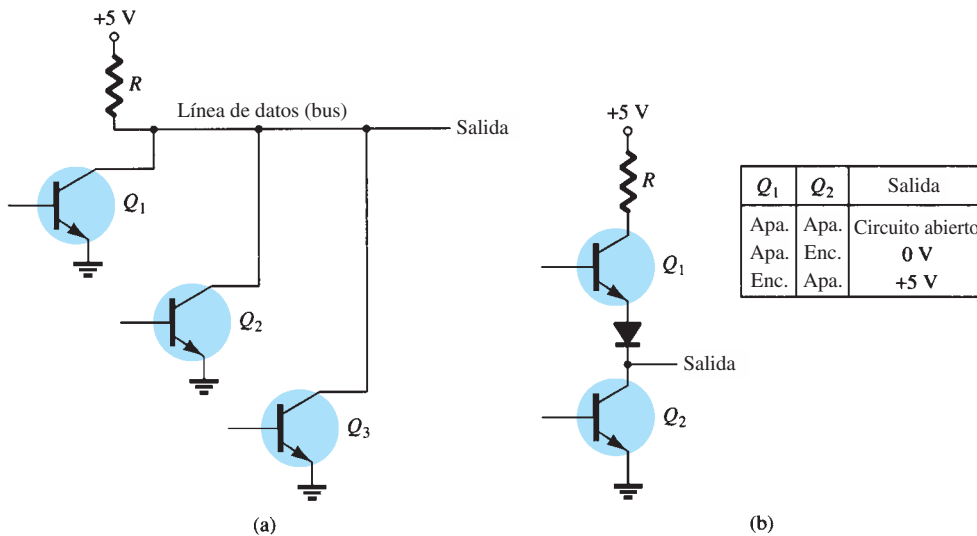 +5 V
R
Línea de datos (bus)
Salida
Q1
Q2
Q3
(a)
+5 V
R
Q1
Salida
Q2
(b)
Q1 Q2 Salida
Apa. Apa. Circuito abierto
Apa. Enc. 0 V
Enc. Apa. +5 V